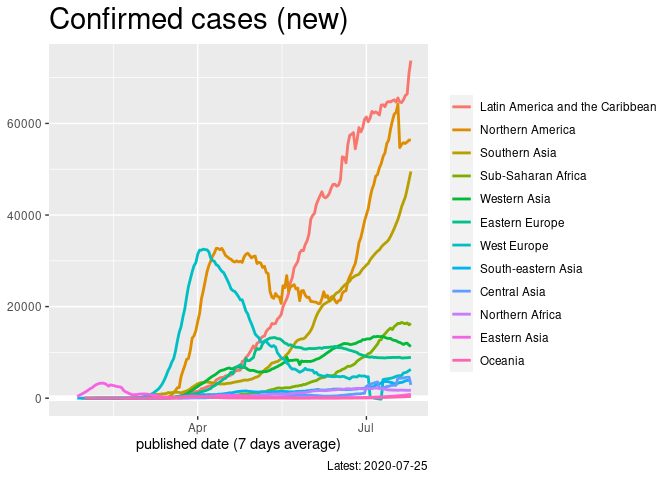 Confirmed cases (new)
60000
40000
20000
0
Apr
Jul
published date (7 days average)
Latest: 2020-07-25
Latin America and the Caribbean
Northern America
Southern Asia
Sub-Saharan Africa
Western Asia
Eastern Europe
West Europe
South-eastern Asia
Central Asia
Northern Africa
Eastern Asia
Oceania